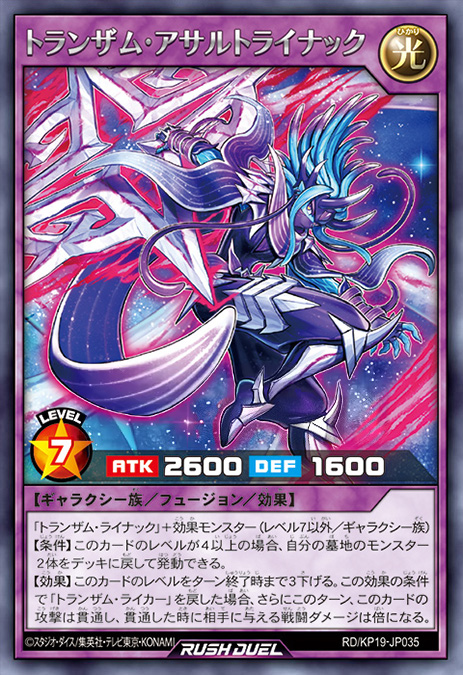 トランザム・アサルトライナック
ひかり
光
LEVEL
7
ATK 2600 DEF 1600
【ギャラクシー族／フュージョン／効果】
「トランザム・ライナック」+効果モンスター（レベル7以外／ギャラクシー族）
【条件】このカードのレベルが4以上の場合、自分の墓地のモンスター
2体をデッキに戻して発動できる。
【効果】このカードのレベルをターン終了時まで3下げる。この効果の条件
で「トランザム・ライカー」を戻した場合、さらにこのターン、このカードの
攻撃は貫通し、貫通した時に相手に与える戦闘ダメージは倍になる。
©スタジオ・ダイス/集英社・テレビ東京・KONAMI
RUSH DUEL
RD/KP19-JP035